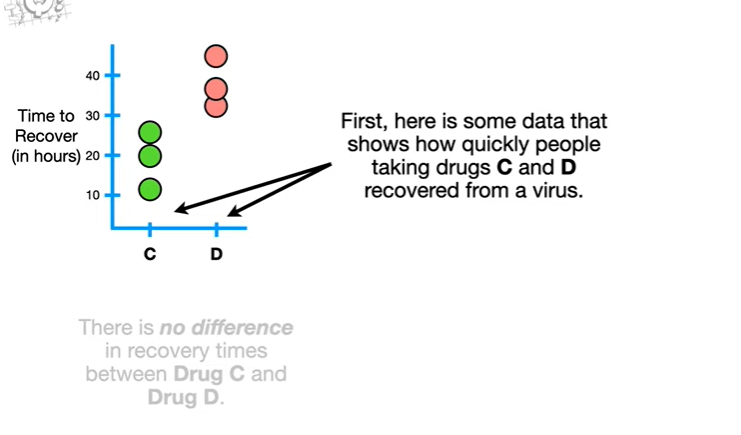 40
30
20
10
Time to
Recover
(in hours)
C
D
First, here is some data that
shows how quickly people
taking drugs C and D
recovered from a virus.
There is no difference
in recovery times
between Drug C and
Drug D.